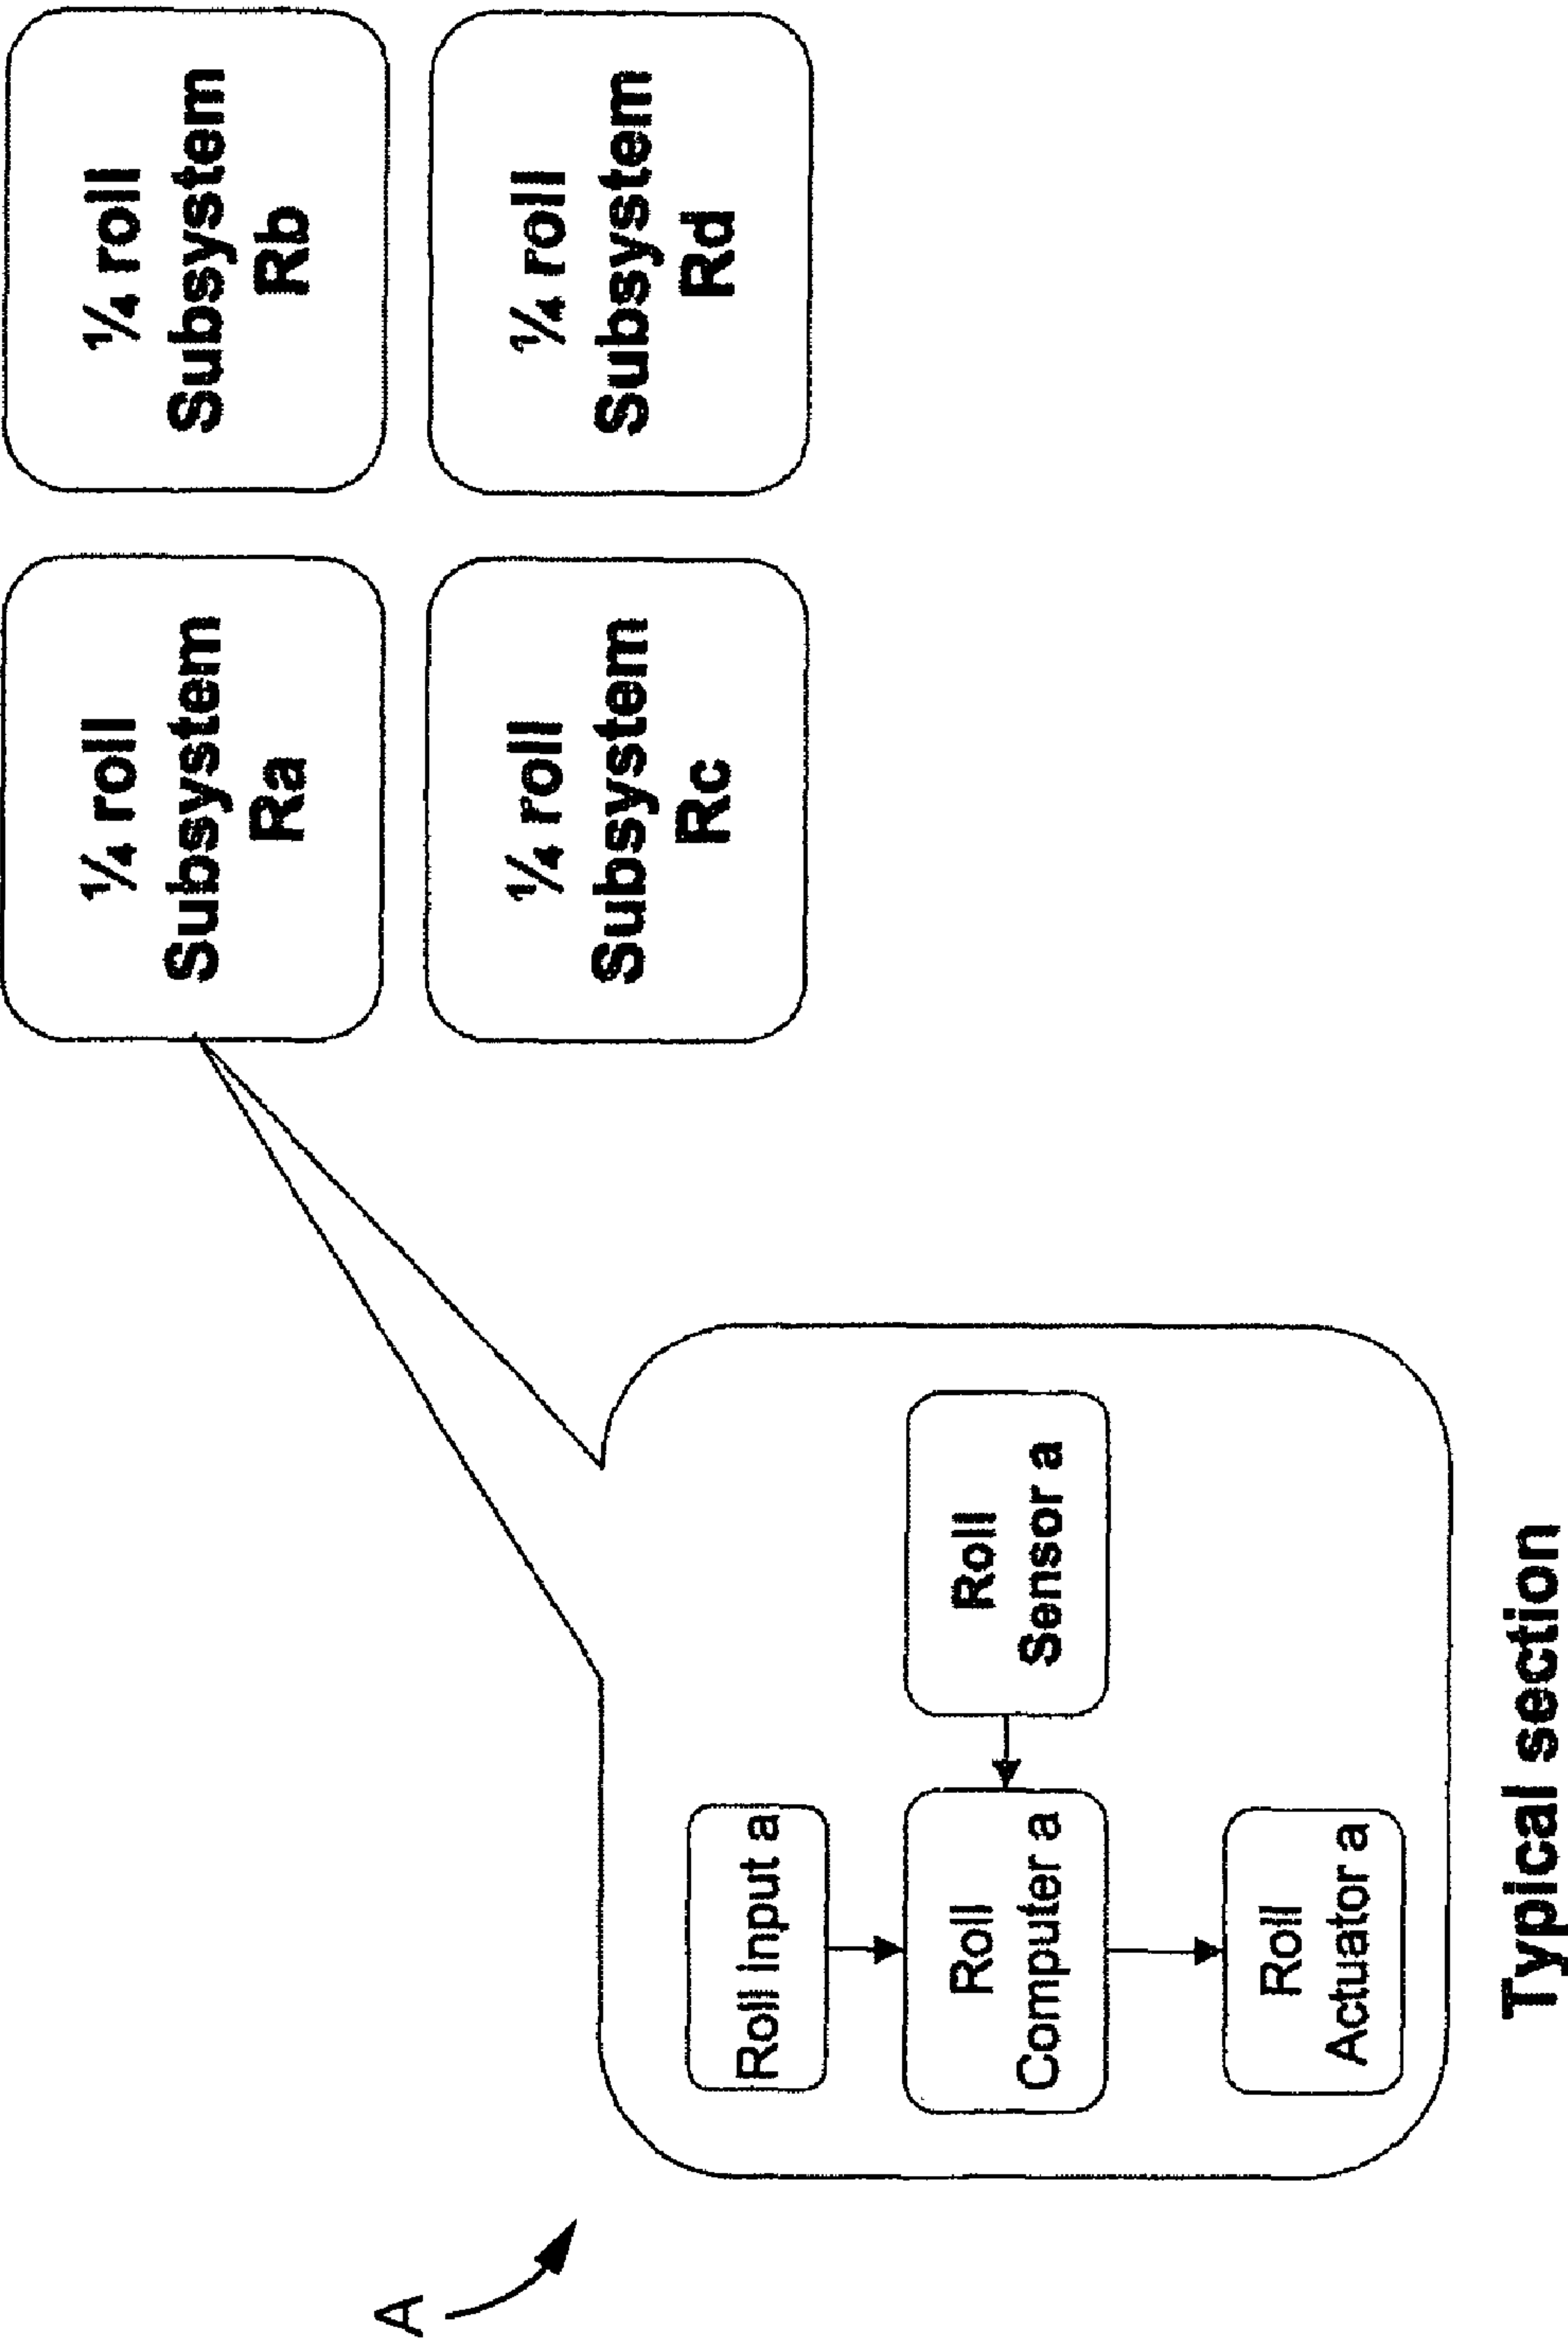 ¼ roll
Subsystem
Ra
¼ roll
Subsystem
Rb
¼ roll
Subsystem
Rc
¼ roll
Subsystem
Rd
A
Roll input a
Roll
Computer a
Roll
Sensor a
Roll
Actuator a
Typical section